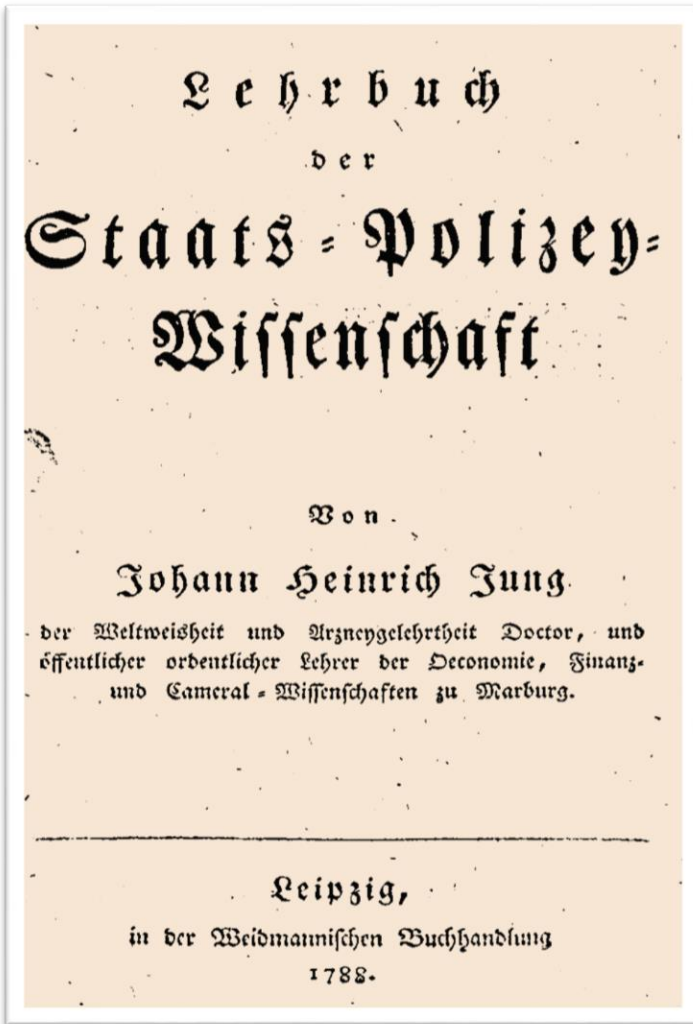 Lehrbuch
der
Staats-Polizey-
Wiſſenſchaft
Von
Johann Heinrich Jung
der Weltweisheit und Arzneygelehrtheit Doctor, und
öffentlicher ordentlicher Lehrer der Oeconomie, Finanz-
und Cameral-Wiſſenſchaften zu Marburg.
Leipzig,
in der Weidmanniſchen Buchhandlung
1788.